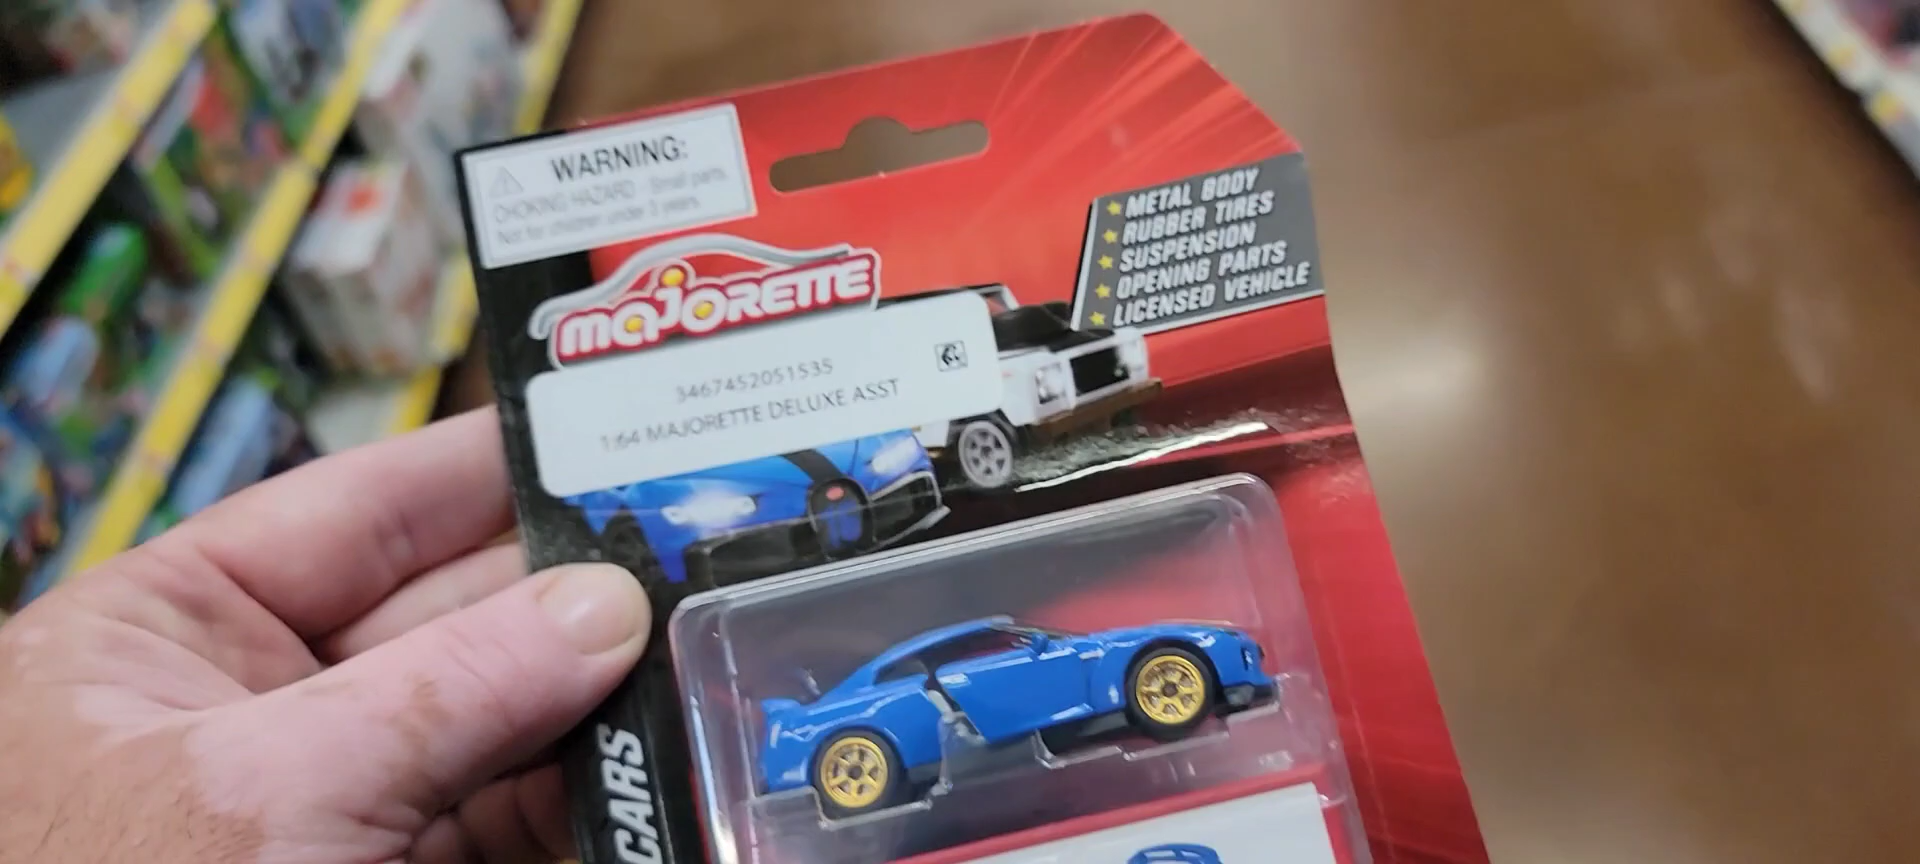 WARNING:
CHOKING HAZARD - Small parts.
Not for children under 3 years.
METAL BODY
RUBBER TIRES
SUSPENSION
OPENING PARTS
LICENSED VEHICLE
majorette
3467452051535
1:64 MAJORETTE DELUXE ASST
CARS